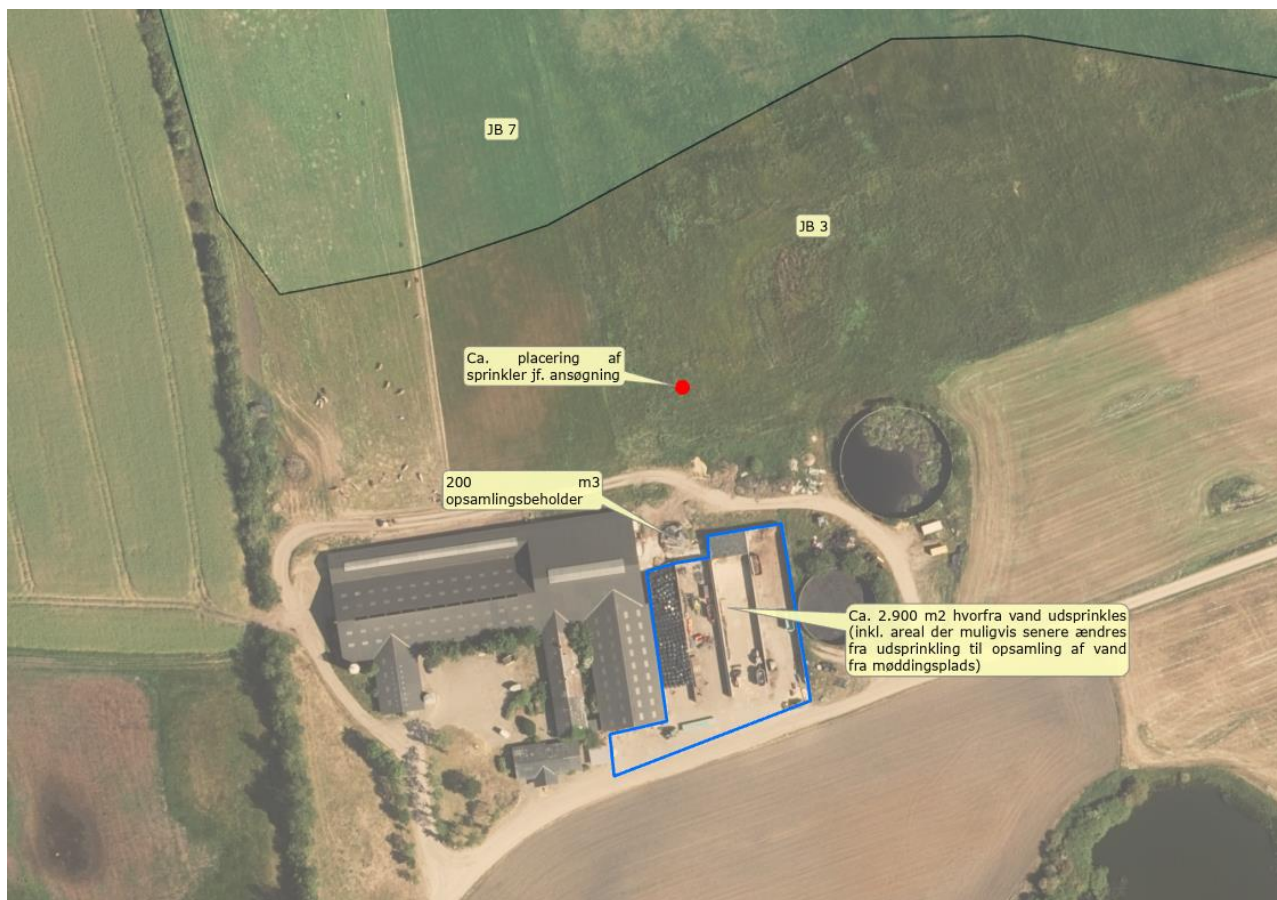 JB 7
JB 3
Ca. placering af
sprinkler jf. ansøgning
200 m3
opsamlingsbeholder
Ca. 2.900 m2 hvorfra vand udsprinkles
(inkl. areal der muligvis senere ændres
fra udsprinkling til opsamling af vand
fra møddingsplads)